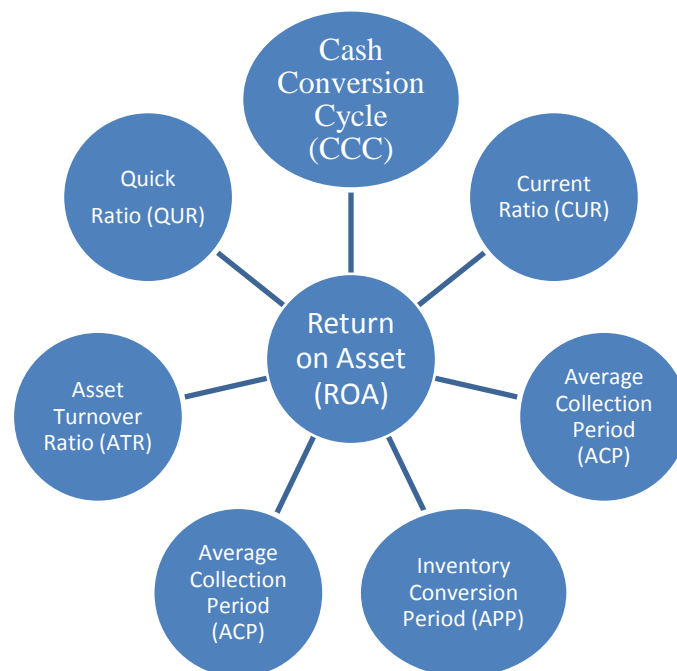 Cash
Conversion
Cycle
(CCC)
Quick
Ratio (QUR)
Current
Ratio (CUR)
Return
on Asset
(ROA)
Asset
Turnover
Ratio (ATR)
Average
Collection
Period
(ACP)
Average
Collection
Period
(ACP)
Inventory
Conversion
Period (APP)